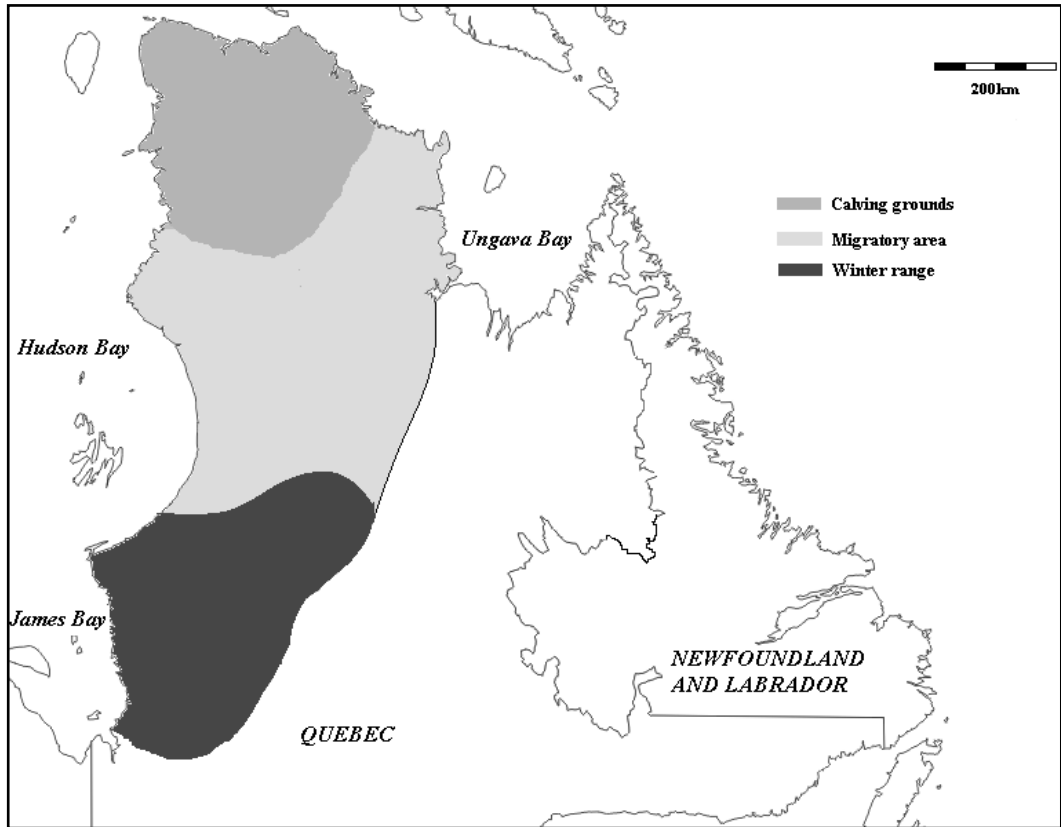 200km
Calving grounds
Ungava Bay
Migratory area
Winter range
Hudson Bay
James Bay
NEWFOUNDLAND
AND LABRADOR
QUEBEC